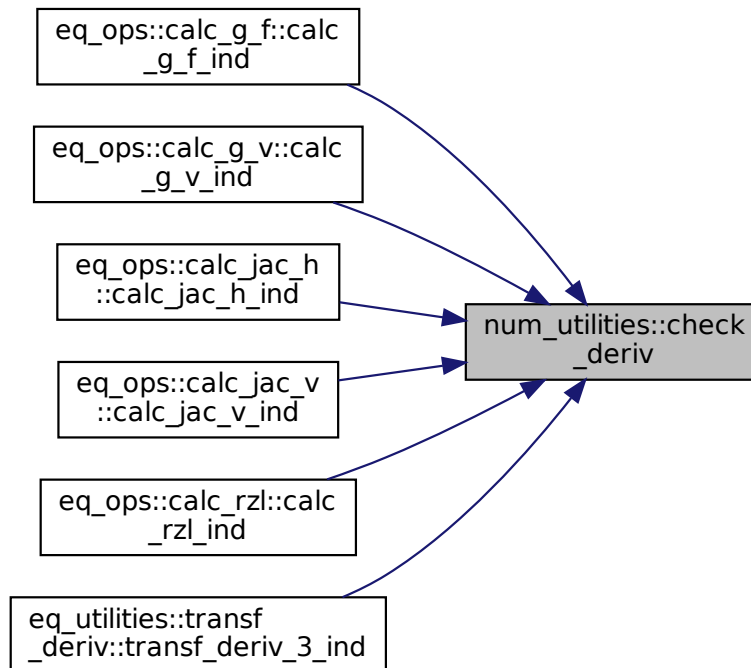 eq_ops::calc_g_f::calc
_g_f_ind
eq_ops::calc_g_v::calc
_g_v_ind
eq_ops::calc_jac_h
::calc_jac_h_ind
num_utilities::check
_deriv
eq_ops::calc_jac_v
::calc_jac_v_ind
eq_ops::calc_rzl::calc
_rzl_ind
eq_utilities::transf
_deriv::transf_deriv_3_ind